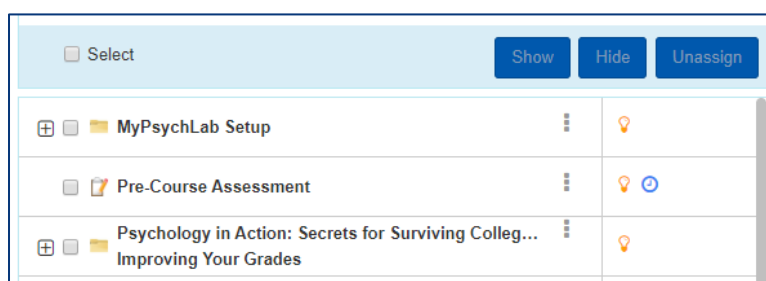 Select
Show
Hide
Unassign
MyPsychLab Setup
Pre-Course Assessment
Psychology in Action: Secrets for Surviving Colleg...
Improving Your Grades